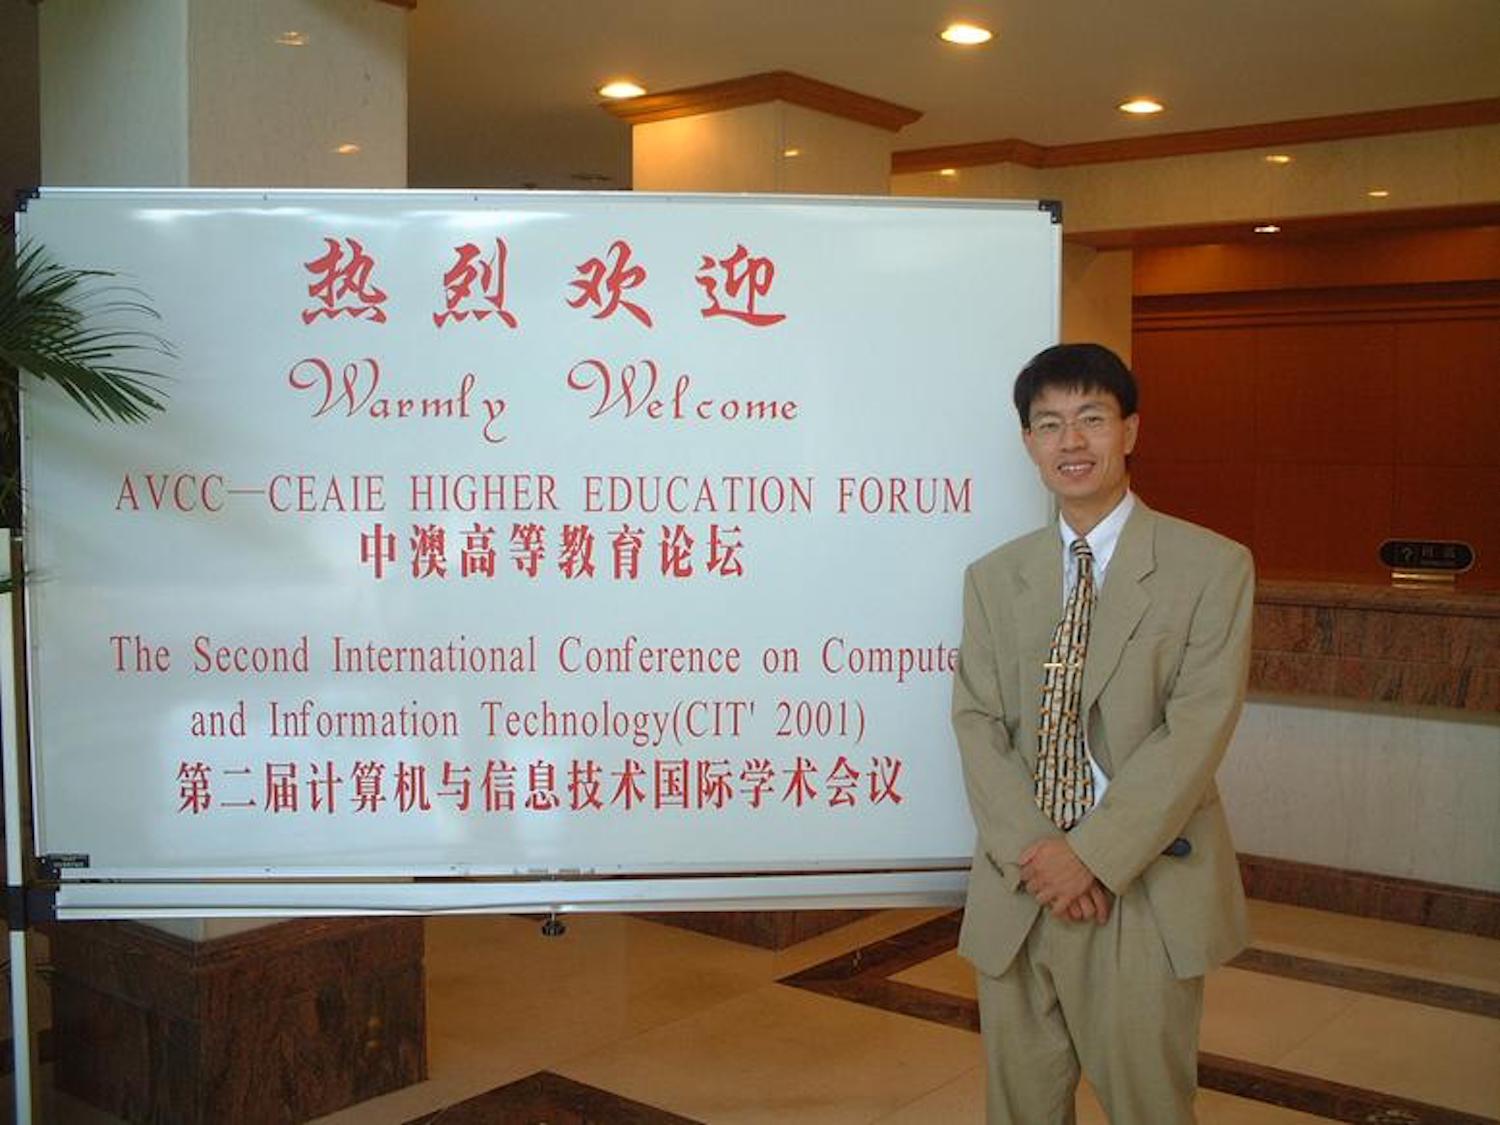 热烈欢迎
Warmly Welcome
AVCC—CEAIE HIGHER EDUCATION FORUM
中澳高等教育论坛
The Second International Conference on Compute
and Information Technology(CIT' 2001)
第二届计算机与信息技术国际学术会议